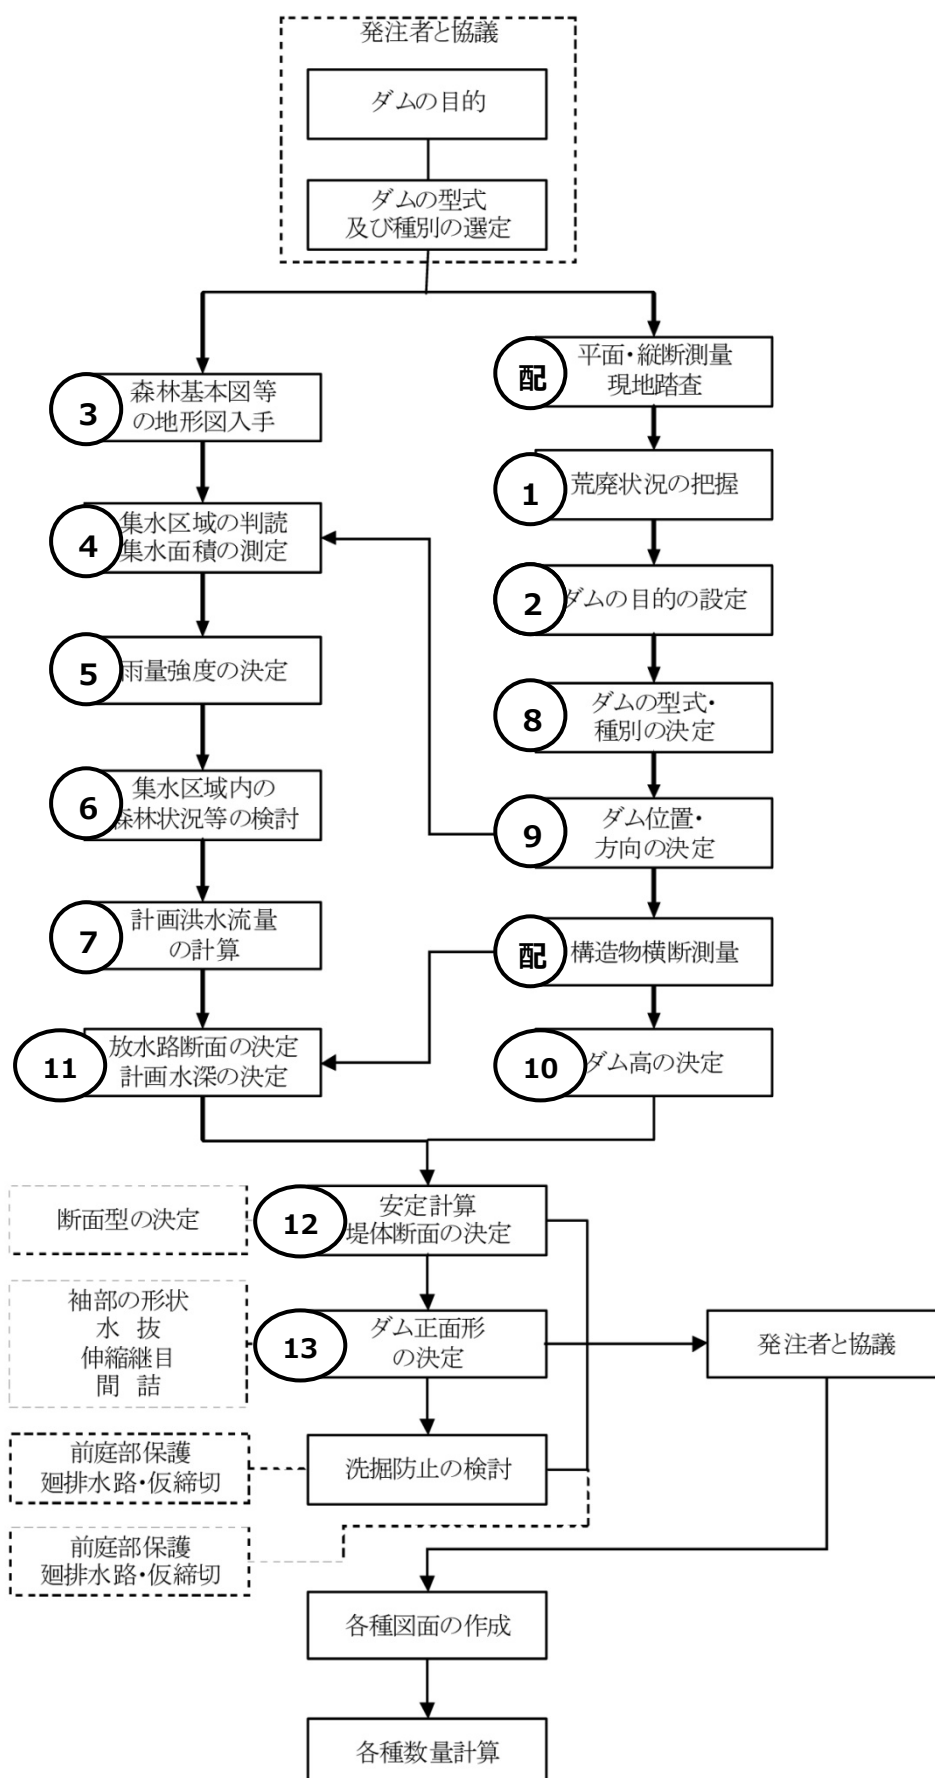 発注者と協議
ダムの目的
ダムの型式
及び種別の選定
配
平面・縦断測量
現地踏査
3
森林基本図等
の地形図入手
1
荒廃状況の把握
4
集水区域の判読
集水面積の測定
2
ダムの目的の設定
5
雨量強度の決定
8
ダムの型式・
種別の決定
6
集水区域内の
森林状況等の検討
9
ダム位置・
方向の決定
7
計画洪水流量
の計算
配
構造物横断測量
11
放水路断面の決定
計画水深の決定
10
ダム高の決定
断面型の決定
12
安定計算
堤体断面の決定
袖部の形状
水 抜
伸縮継目
間 詰
13
ダム正面形
の決定
発注者と協議
前庭部保護
廻排水路・仮締切
洗掘防止の検討
前庭部保護
廻排水路・仮締切
各種図面の作成
各種数量計算